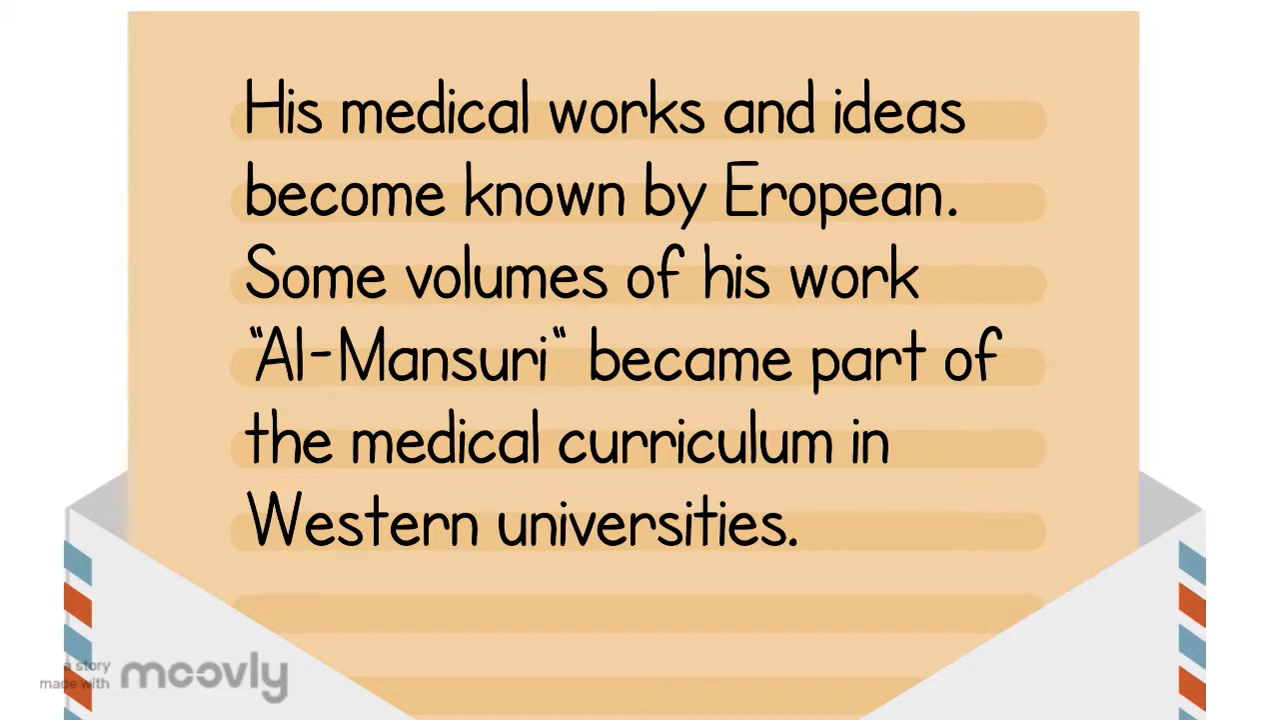 His medical works and ideas
become known by Eropean.
Some volumes of his work
"Al-Mansuri" became part of
the medical curriculum in
Western universities.
a story
made with moovly